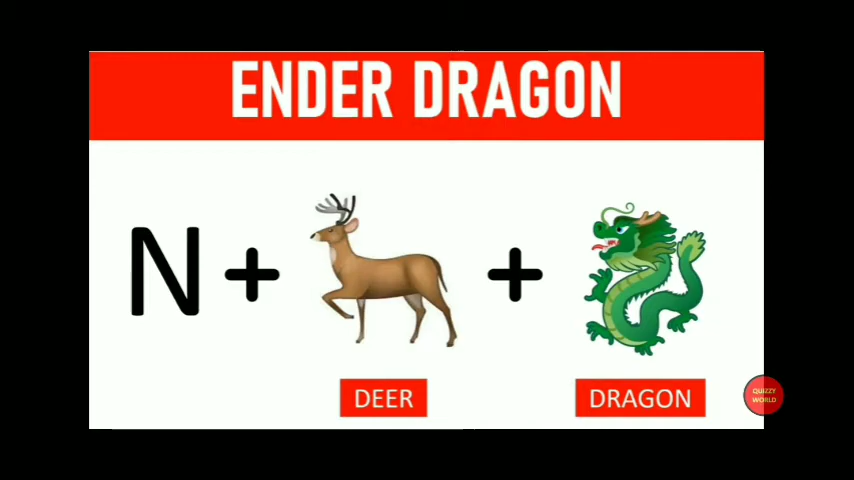 ENDER DRAGON
N + +
DEER
DRAGON
QUIZZY
WORLD